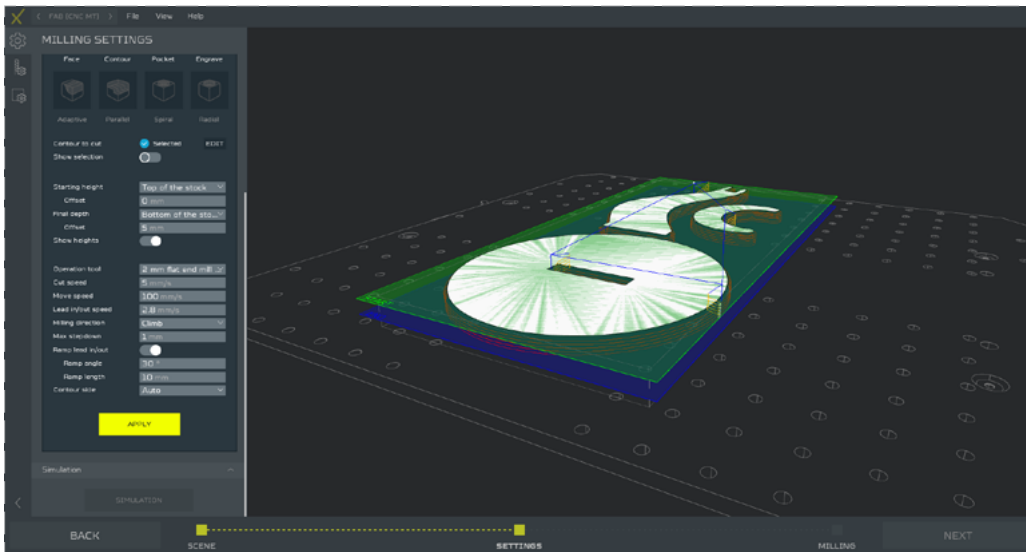 < FAB (CNC MT) > File View Help
MILLING SETTINGS
Face Contour Pocket Engrave
Adaptive Parallel Spiral Radial
Contour to cut Selected EDIT
Show selection
Starting height Top of the stock
Offset 0 mm
Final depth Bottom of the sto...
Offset 5 mm
Show heights
Operation tool 2 mm flat end mill
Cut speed 5 mm/s
Move speed 100 mm/s
Lead in/out speed 2.8 mm/s
Milling direction Climb
Max stepdown 1 mm
Ramp lead in/out
Ramp angle 30 °
Ramp length 10 mm
Contour side Auto
APPLY
Simulation
SIMULATION
BACK SCENE SETTINGS MILLING NEXT